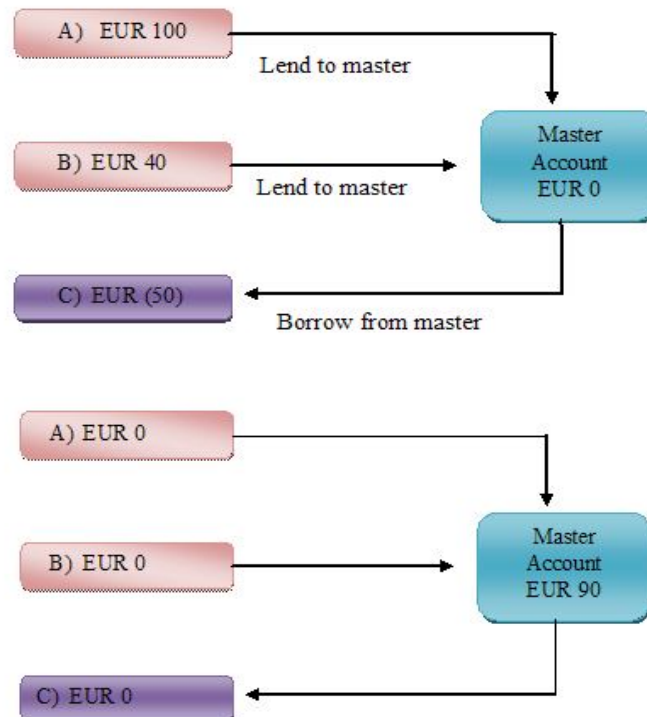 A) EUR 100
Lend to master
B) EUR 40
Lend to master
Master
Account
EUR 0
C) EUR (50)
Borrow from master
A) EUR 0
B) EUR 0
Master
Account
EUR 90
C) EUR 0